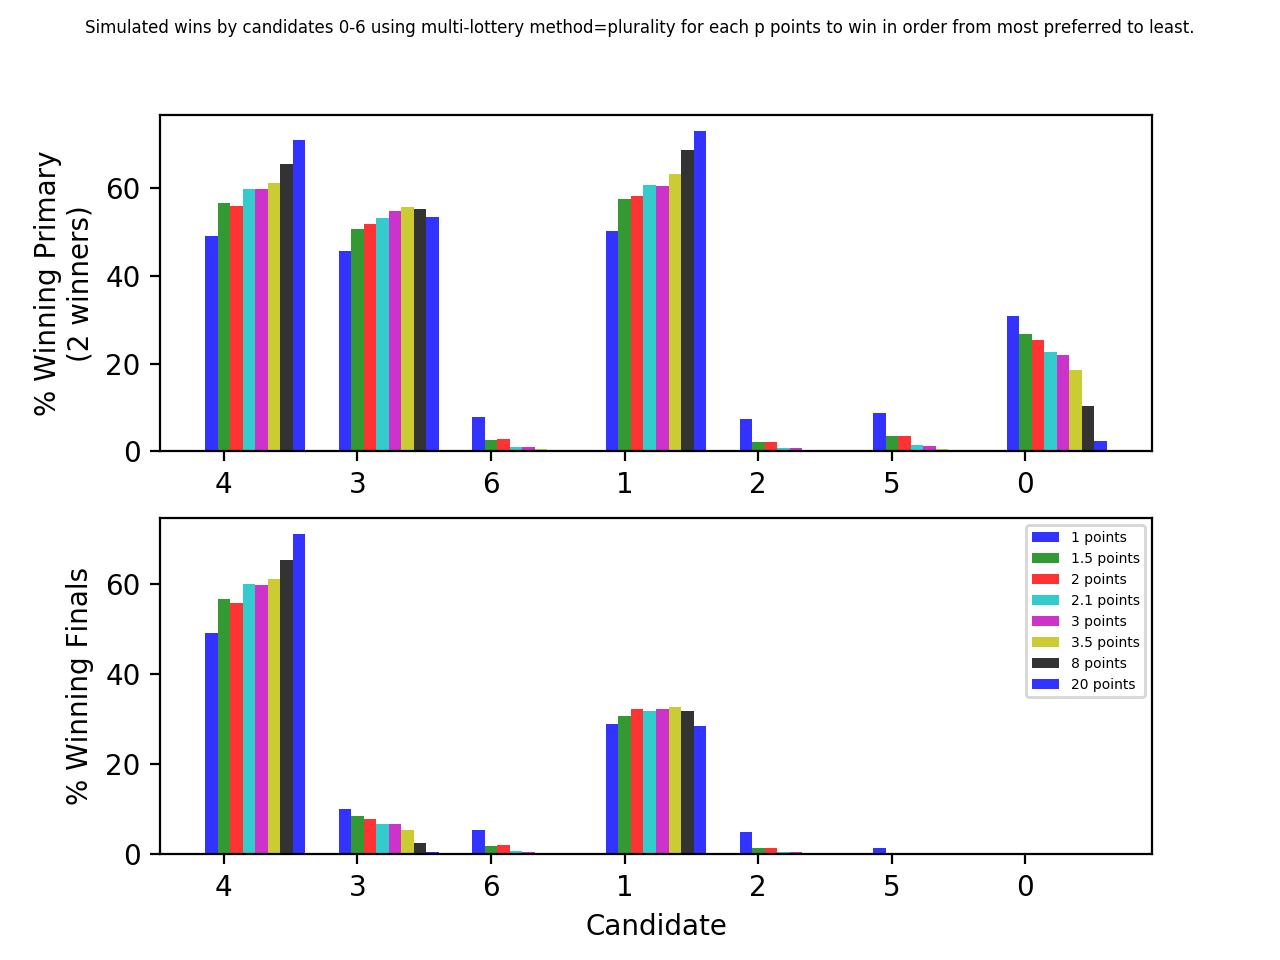 Simulated wins by candidates 0-6 using multi-lottery method=plurality for each p points to win in order from most preferred to least.
% Winning Primary
(2 winners)
60
40
20
0
4 3 6 1 2 5 0
% Winning Finals
60
40
20
0
1 points
1.5 points
2 points
2.1 points
3 points
3.5 points
8 points
20 points
4 3 6 1 2 5 0
Candidate